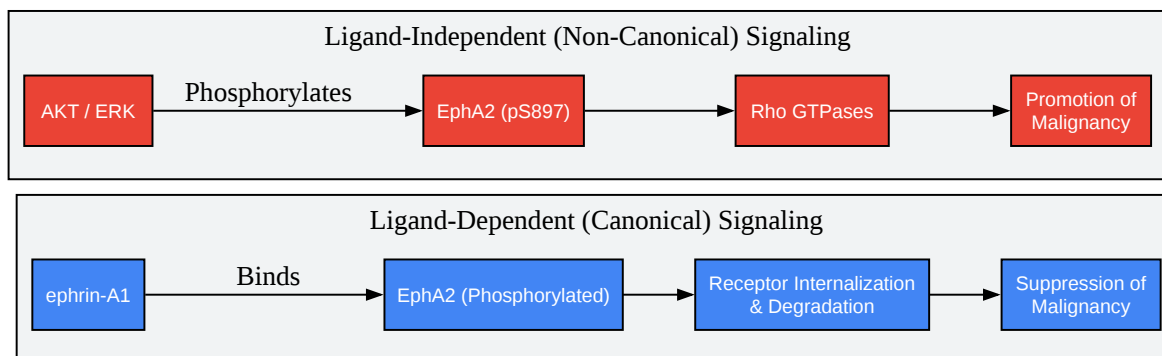 Ligand-Independent (Non-Canonical) Signaling
AKT / ERK
Phosphorylates
EphA2 (pS897)
Rho GTPases
Promotion of
Malignancy
Ligand-Dependent (Canonical) Signaling
ephrin-A1
Binds
EphA2 (Phosphorylated)
Receptor Internalization
& Degradation
Suppression of
Malignancy